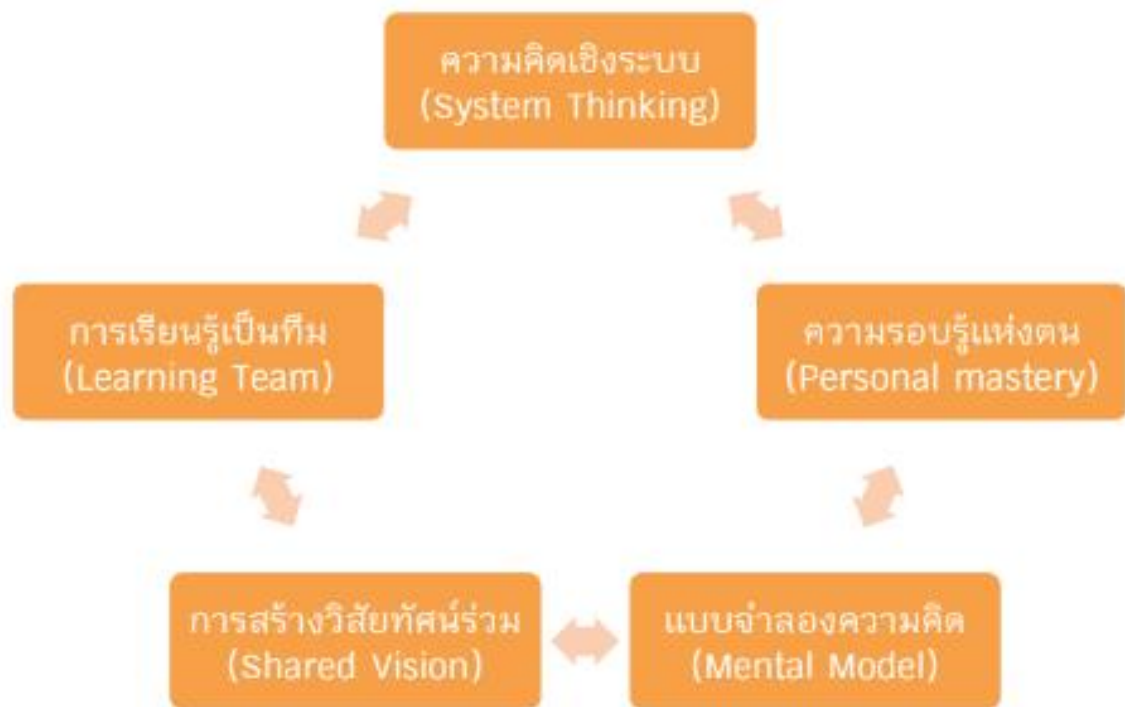 ความคิดเชิงระบบ
(System Thinking)
การเรียนรู้เป็นทีม
(Learning Team)
ความรอบรู้แห่งตน
(Personal mastery)
การสร้างวิสัยทัศน์ร่วม
(Shared Vision)
แบบจำลองความคิด
(Mental Model)